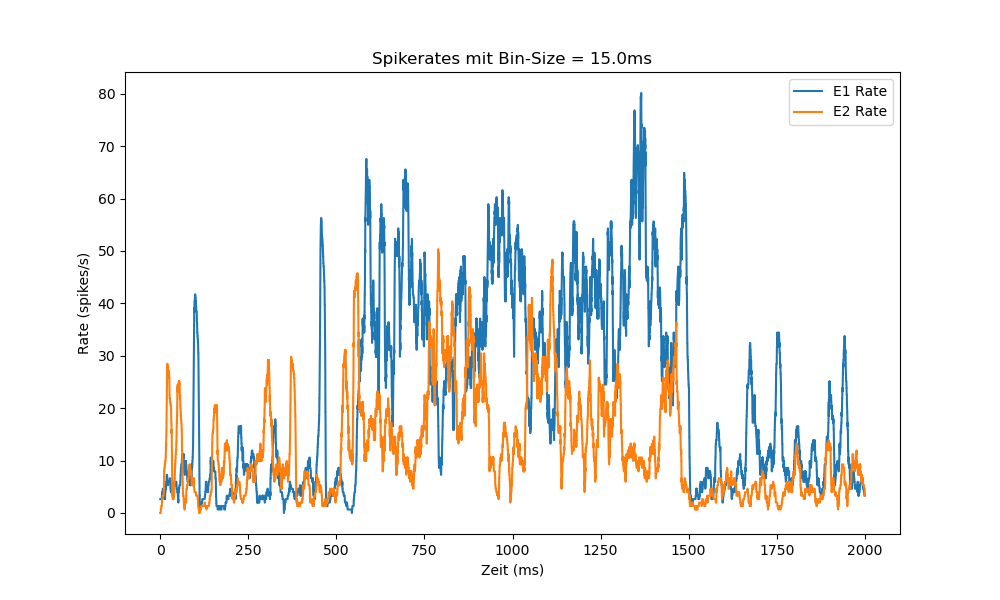 Spikerates mit Bin-Size = 15.0ms
E1 Rate
E2 Rate
Rate (spikes/s)
80
70
60
50
40
30
20
10
0
0 250 500 750 1000 1250 1500 1750 2000
Zeit (ms)